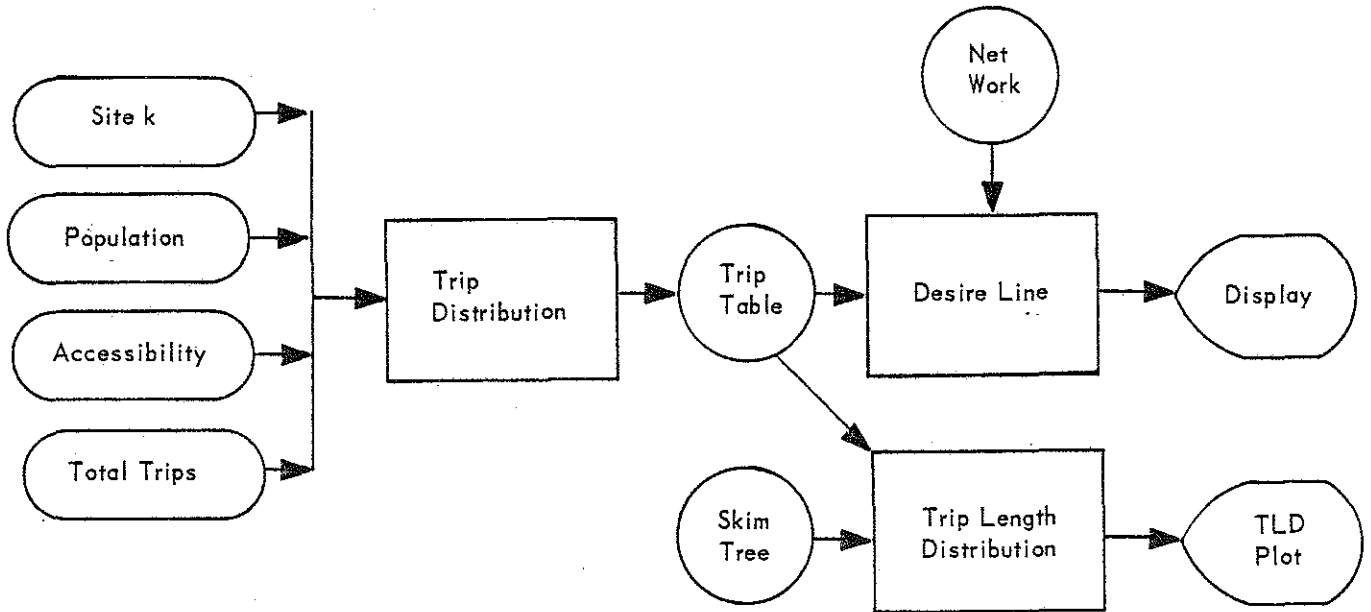 Site k
Population
Accessibility
Total Trips
Trip
Distribution
Trip
Table
Net
Work
Desire Line
Display
Skim
Tree
Trip Length
Distribution
TLD
Plot